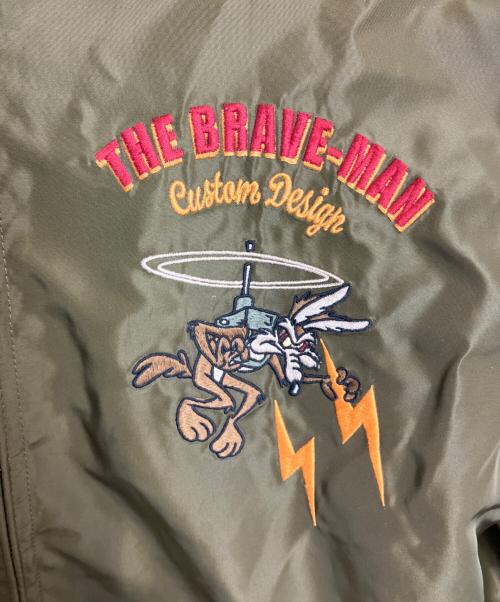 THE BRAVE-MAN
Custom Design